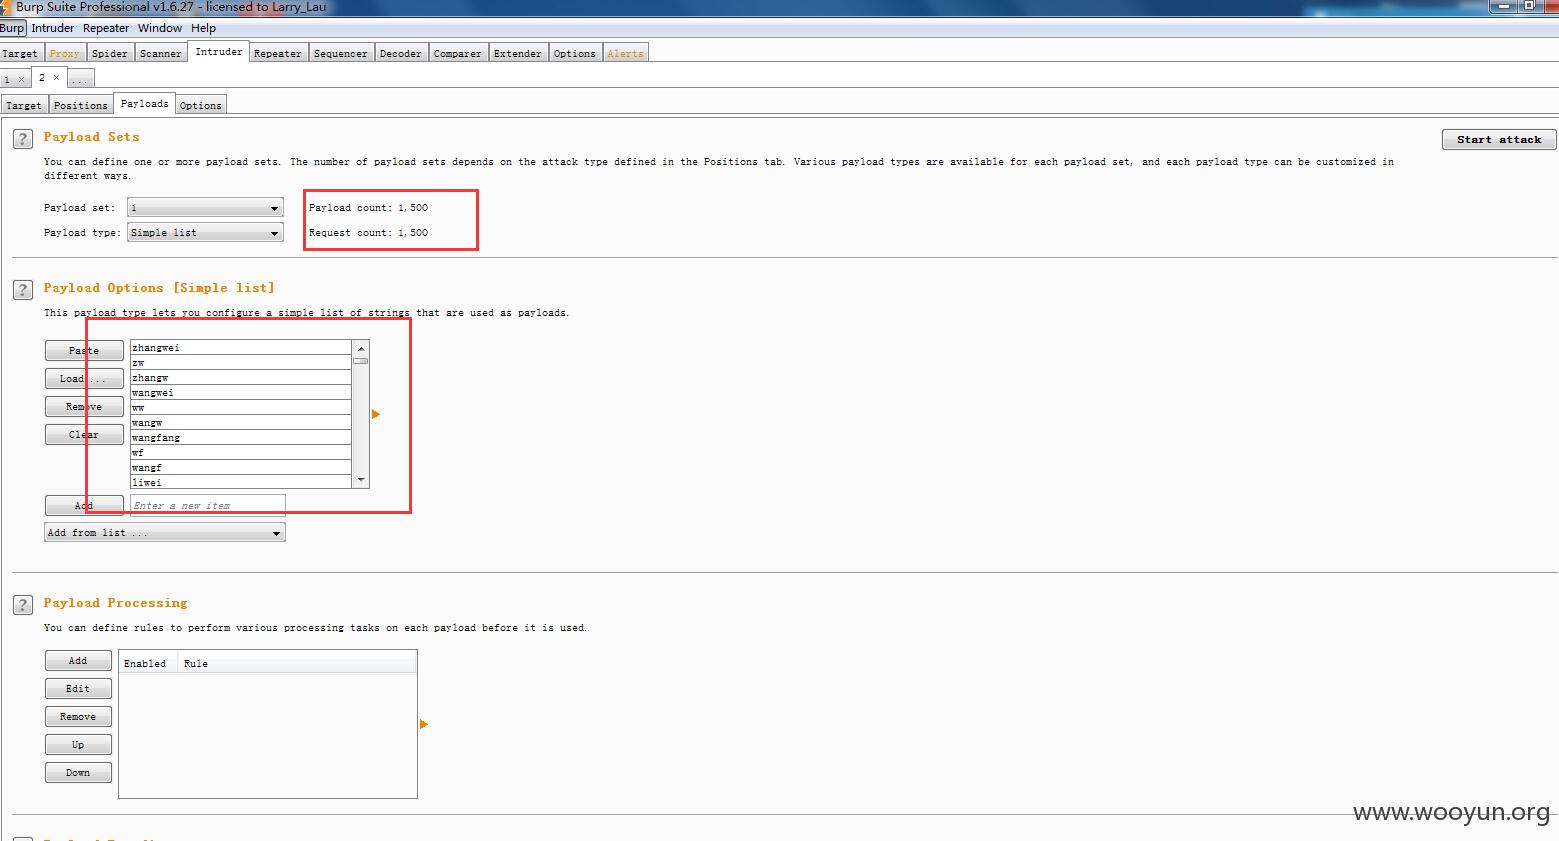 Burp Suite Professional v1.6.27 - licensed to Larry_Lau
Burp Intruder Repeater Window Help
Target Proxy Spider Scanner Intruder Repeater Sequencer Decoder Comparer Extender Options Alerts
1 × 2 × ...
Target Positions Payloads Options
? Payload Sets
Start attack
You can define one or more payload sets. The number of payload sets depends on the attack type defined in the Positions tab. Various payload types are available for each payload set, and each payload type can be customized in
different ways.
Payload set: 1 Payload count: 1,500
Payload type: Simple list Request count: 1,500
? Payload Options [Simple list]
This payload type lets you configure a simple list of strings that are used as payloads.
Paste
Load ...
Remove
Clear
zhangwei
zw
zhangw
wangwei
ww
wangw
wangfang
wf
wangf
liwei
Add Enter a new item
Add from list ...
? Payload Processing
You can define rules to perform various processing tasks on each payload before it is used.
Add
Edit
Remove
Up
Down
Enabled Rule
www.wooyun.org